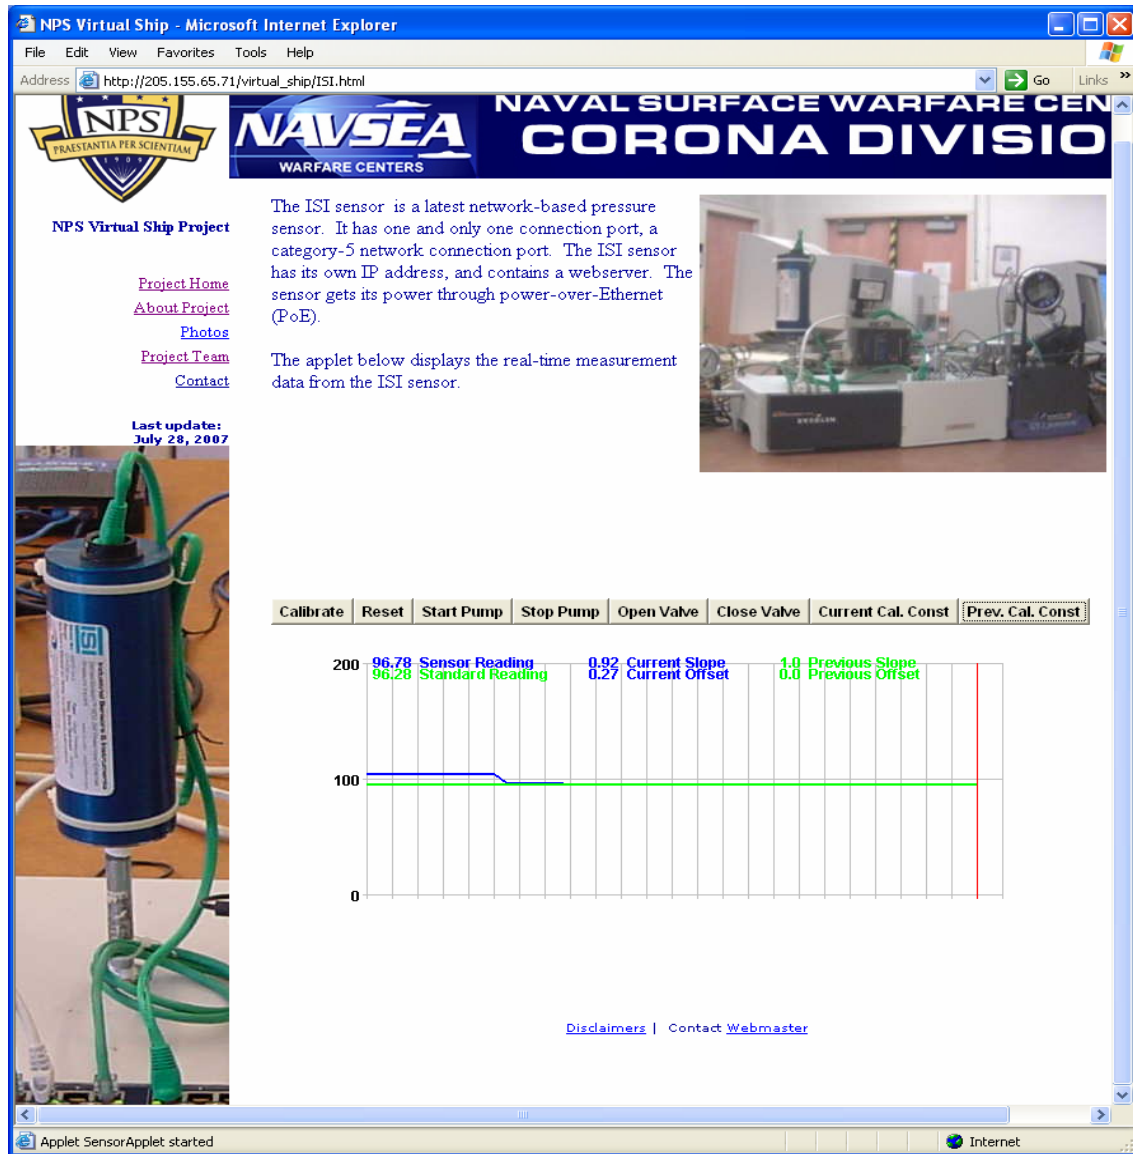 NPS Virtual Ship - Microsoft Internet Explorer
File Edit View Favorites Tools Help
Address http://205.155.65.71/virtual_ship/ISI.html Go Links »
NPS
PRAESTANTIA PER SCIENTIAM
1909
NAVSEA
WARFARE CENTERS
NAVAL SURFACE WARFARE CEN
CORONA DIVISIO
NPS Virtual Ship Project
Project Home
About Project
Photos
Project Team
Contact
Last update:
July 28, 2007
The ISI sensor is a latest network-based pressure
sensor. It has one and only one connection port, a
category-5 network connection port. The ISI sensor
has its own IP address, and contains a webserver. The
sensor gets its power through power-over-Ethernet
(PoE).
The applet below displays the real-time measurement
data from the ISI sensor.
ISI
Industrial Sensors & Instruments
Calibrate Reset Start Pump Stop Pump Open Valve Close Valve Current Cal. Const Prev. Cal. Const
200 96.78 Sensor Reading 0.92 Current Slope 1.0 Previous Slope
96.28 Standard Reading 0.27 Current Offset 0.0 Previous Offset
100
0
Disclaimers | Contact Webmaster
Applet SensorApplet started Internet